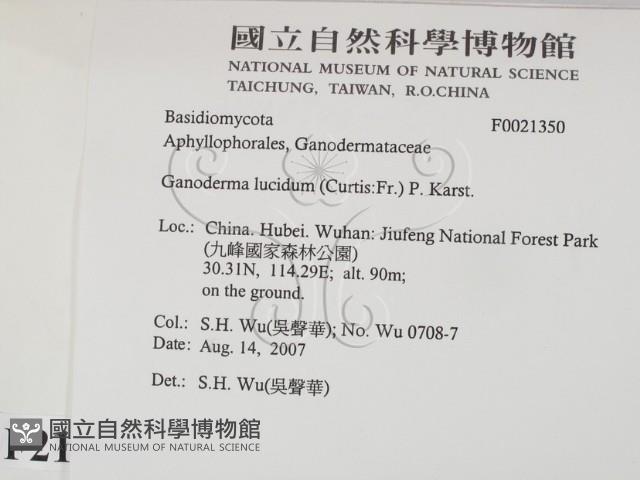 國立自然科學博物館
NATIONAL MUSEUM OF NATURAL SCIENCE
TAICHUNG, TAIWAN, R.O.CHINA
Basidiomycota F0021350
Aphyllophorales, Ganodermataceae
Ganoderma lucidum (Curtis:Fr.) P. Karst.
Loc.: China. Hubei. Wuhan: Jiufeng National Forest Park
(九峰國家森林公園)
30.31N, 114.29E; alt. 90m;
on the ground.
Col.: S.H. Wu(吳聲華); No. Wu 0708-7
Date: Aug. 14, 2007
Det.: S.H. Wu(吳聲華)
國立自然科學博物館
NATIONAL MUSEUM OF NATURAL SCIENCE